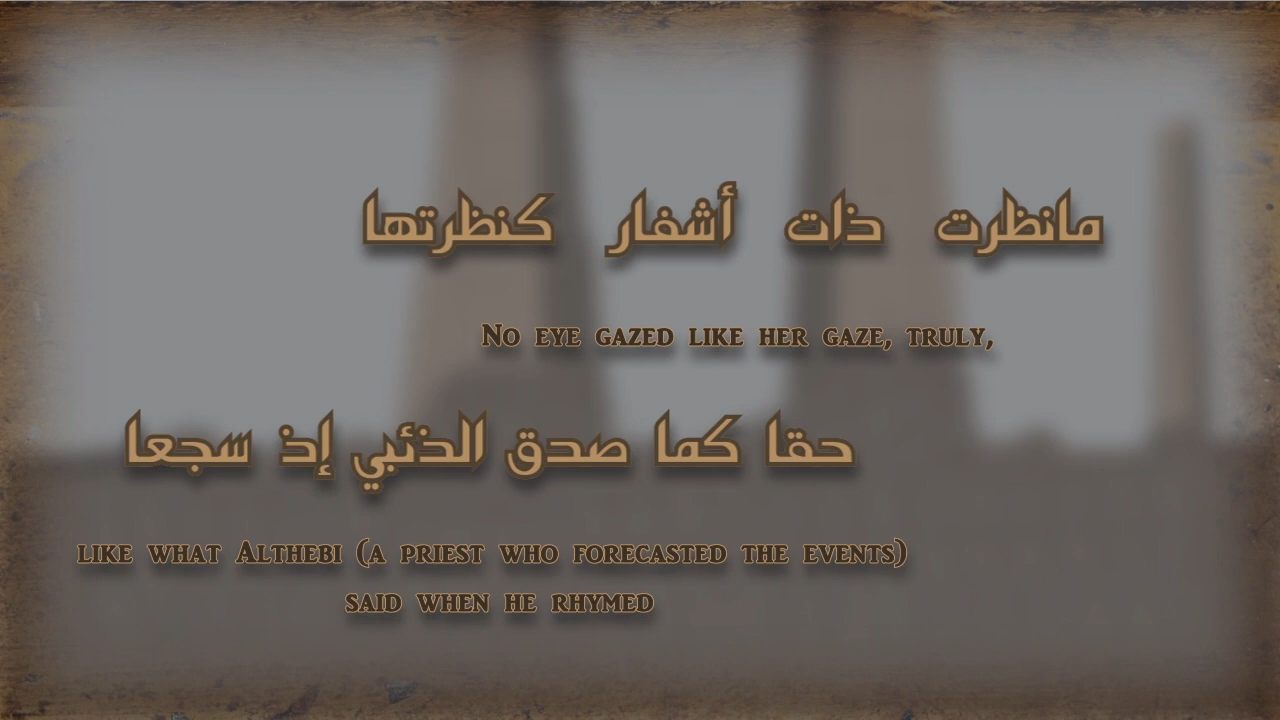 مانظرت ذات أشفار كنظرتها
No eye gazed like her gaze, truly,
حقا كما صدق الذئبي إذ سجعا
like what Althebi (a priest who forecasted the events)
said when he rhymed